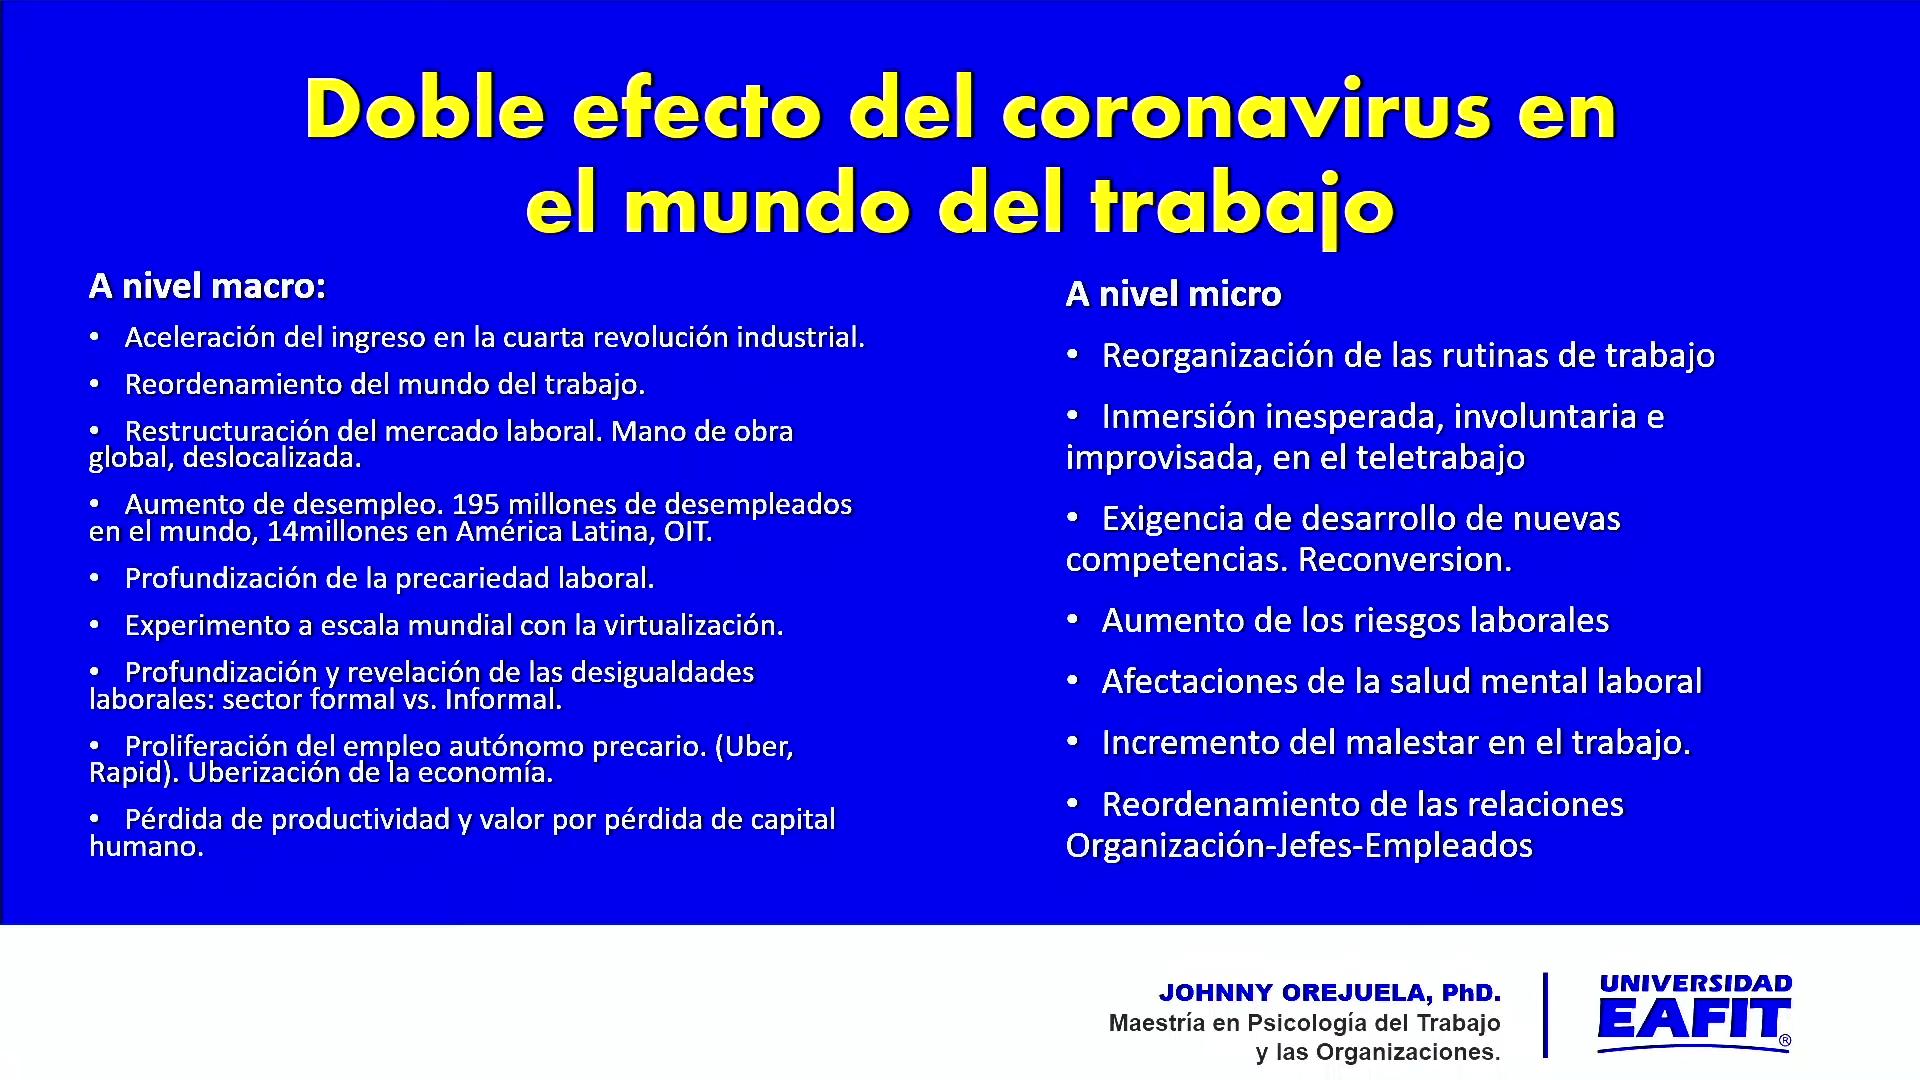 Doble efecto del coronavirus en
el mundo del trabajo
A nivel macro:
• Aceleración del ingreso en la cuarta revolución industrial.
• Reordenamiento del mundo del trabajo.
• Restructuración del mercado laboral. Mano de obra
global, deslocalizada.
• Aumento de desempleo. 195 millones de desempleados
en el mundo, 14millones en América Latina, OIT.
• Profundización de la precariedad laboral.
• Experimento a escala mundial con la virtualización.
• Profundización y revelación de las desigualdades
laborales: sector formal vs. Informal.
• Proliferación del empleo autónomo precario. (Uber,
Rapid). Uberización de la economía.
• Pérdida de productividad y valor por pérdida de capital
humano.
A nivel micro
• Reorganización de las rutinas de trabajo
• Inmersión inesperada, involuntaria e
improvisada, en el teletrabajo
• Exigencia de desarrollo de nuevas
competencias. Reconversion.
• Aumento de los riesgos laborales
• Afectaciones de la salud mental laboral
• Incremento del malestar en el trabajo.
• Reordenamiento de las relaciones
Organización-Jefes-Empleados
JOHNNY OREJUELA, PhD.
Maestría en Psicología del Trabajo
y las Organizaciones.
UNIVERSIDAD
EAFIT®